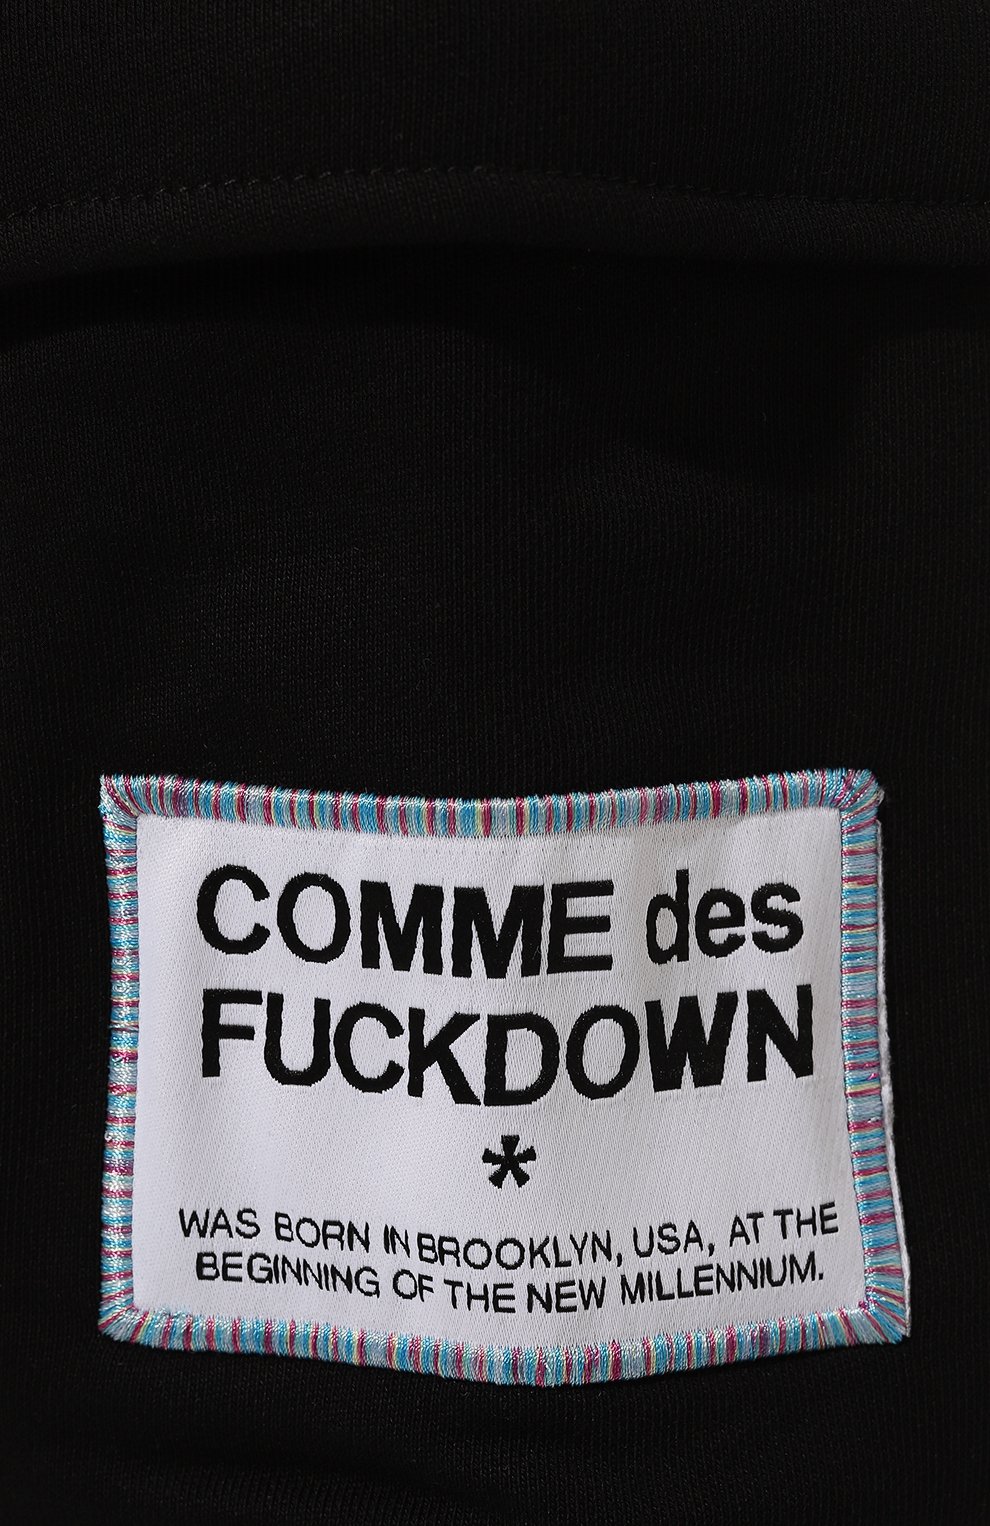 COMME des
FUCKDOWN
*
WAS BORN IN BROOKLYN, USA, AT THE
BEGINNING OF THE NEW MILLENNIUM.